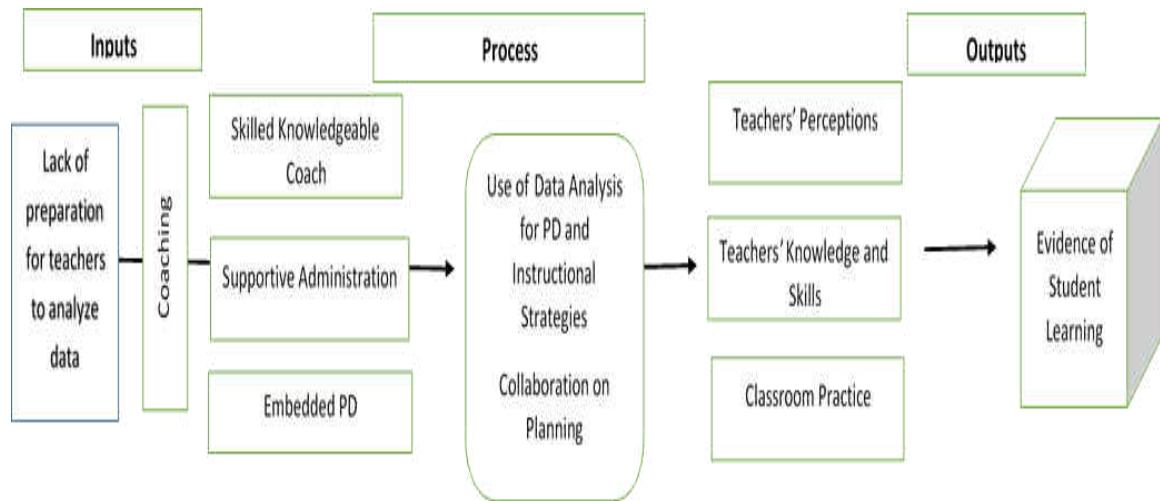 Inputs
Process
Outputs
Lack of
preparation
for teachers
to analyze
data
Coaching
Skilled Knowledgeable
Coach
Supportive Administration
Embedded PD
Use of Data Analysis
for PD and
Instructional
Strategies
Collaboration on
Planning
Teachers' Perceptions
Teachers' Knowledge and
Skills
Classroom Practice
Evidence of
Student
Learning